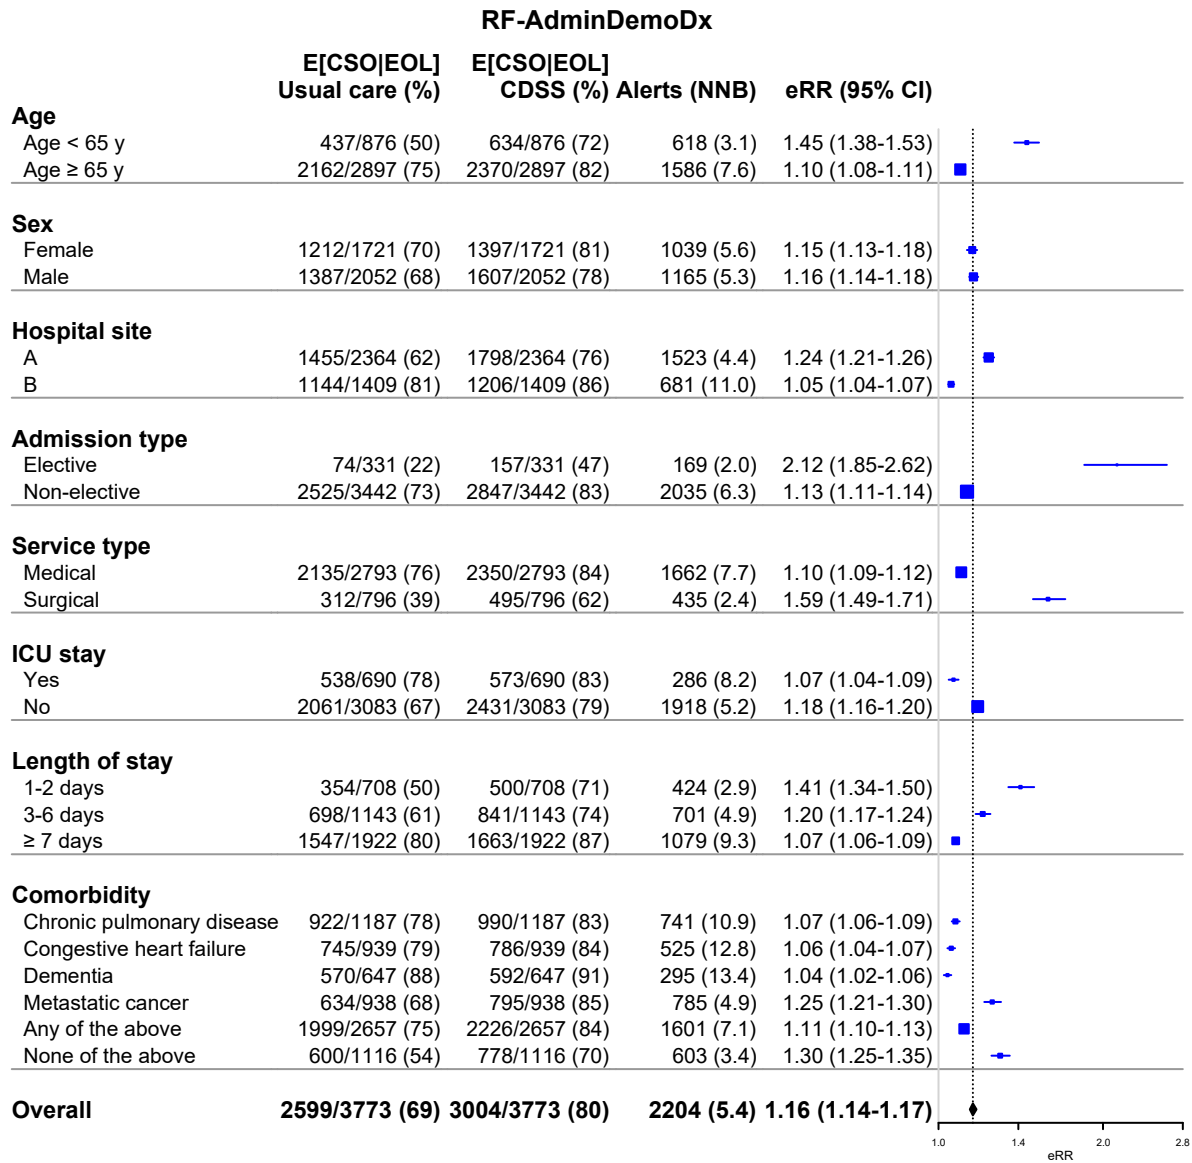 RF-AdminDemoDx
E[CSO|EOL] E[CSO|EOL]
Usual care (%) CDSS (%) Alerts (NNB) eRR (95% CI)
Age
Age < 65 y 437/876 (50) 634/876 (72) 618 (3.1) 1.45 (1.38-1.53)
Age ≥ 65 y 2162/2897 (75) 2370/2897 (82) 1586 (7.6) 1.10 (1.08-1.11)
Sex
Female 1212/1721 (70) 1397/1721 (81) 1039 (5.6) 1.15 (1.13-1.18)
Male 1387/2052 (68) 1607/2052 (78) 1165 (5.3) 1.16 (1.14-1.18)
Hospital site
A 1455/2364 (62) 1798/2364 (76) 1523 (4.4) 1.24 (1.21-1.26)
B 1144/1409 (81) 1206/1409 (86) 681 (11.0) 1.05 (1.04-1.07)
Admission type
Elective 74/331 (22) 157/331 (47) 169 (2.0) 2.12 (1.85-2.62)
Non-elective 2525/3442 (73) 2847/3442 (83) 2035 (6.3) 1.13 (1.11-1.14)
Service type
Medical 2135/2793 (76) 2350/2793 (84) 1662 (7.7) 1.10 (1.09-1.12)
Surgical 312/796 (39) 495/796 (62) 435 (2.4) 1.59 (1.49-1.71)
ICU stay
Yes 538/690 (78) 573/690 (83) 286 (8.2) 1.07 (1.04-1.09)
No 2061/3083 (67) 2431/3083 (79) 1918 (5.2) 1.18 (1.16-1.20)
Length of stay
1-2 days 354/708 (50) 500/708 (71) 424 (2.9) 1.41 (1.34-1.50)
3-6 days 698/1143 (61) 841/1143 (74) 701 (4.9) 1.20 (1.17-1.24)
≥ 7 days 1547/1922 (80) 1663/1922 (87) 1079 (9.3) 1.07 (1.06-1.09)
Comorbidity
Chronic pulmonary disease 922/1187 (78) 990/1187 (83) 741 (10.9) 1.07 (1.06-1.09)
Congestive heart failure 745/939 (79) 786/939 (84) 525 (12.8) 1.06 (1.04-1.07)
Dementia 570/647 (88) 592/647 (91) 295 (13.4) 1.04 (1.02-1.06)
Metastatic cancer 634/938 (68) 795/938 (85) 785 (4.9) 1.25 (1.21-1.30)
Any of the above 1999/2657 (75) 2226/2657 (84) 1601 (7.1) 1.11 (1.10-1.13)
None of the above 600/1116 (54) 778/1116 (70) 603 (3.4) 1.30 (1.25-1.35)
Overall 2599/3773 (69) 3004/3773 (80) 2204 (5.4) 1.16 (1.14-1.17)
1.0 1.4 2.0 2.8
eRR